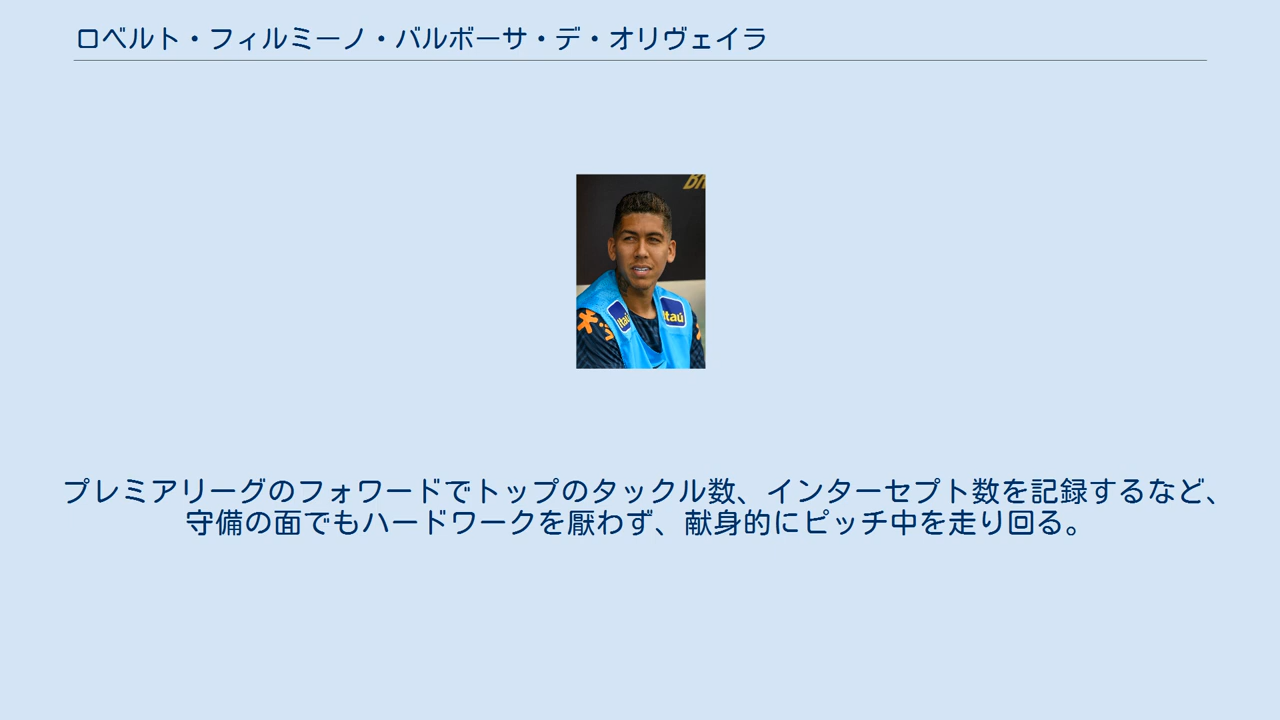 ロベルト・フィルミーノ・バルボーサ・デ・オリヴェイラ
Itaú
プレミアリーグのフォワードでトップのタックル数、インターセプト数を記録するなど、
守備の面でもハードワークを厭わず、献身的にピッチ中を走り回る。